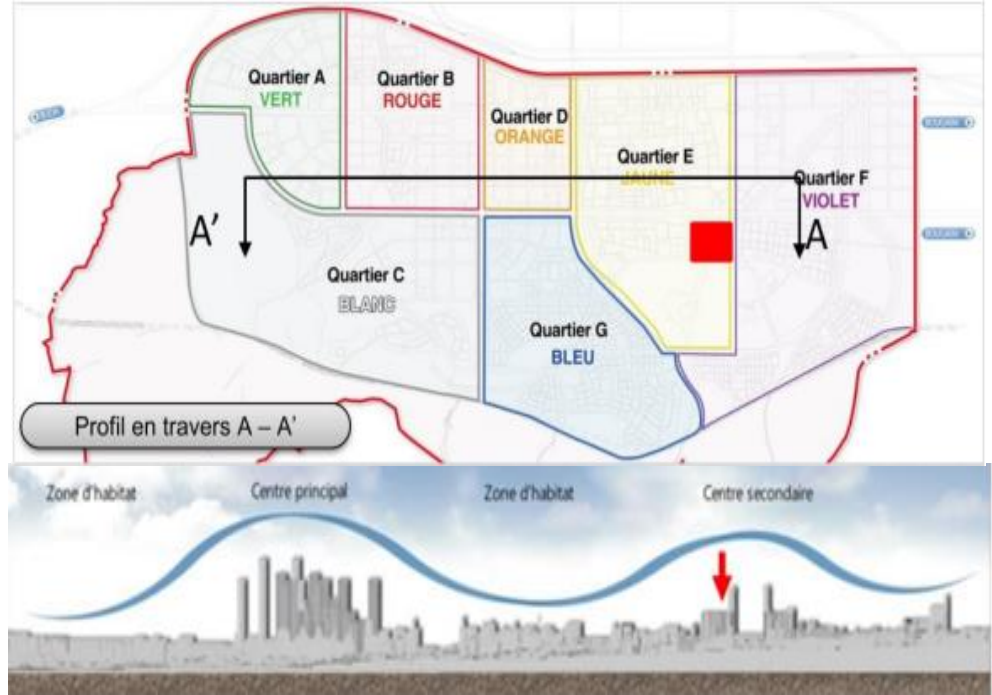 Quartier A
VERT
Quartier B
ROUGE
Quartier D
ORANGE
Quartier E
JAUNE
Quartier F
VIOLET
A'
A
Quartier C
BLANC
Quartier G
BLEU
Profil en travers A – A'
Zone d'habitat
Centre principal
Zone d'habitat
Centre secondaire